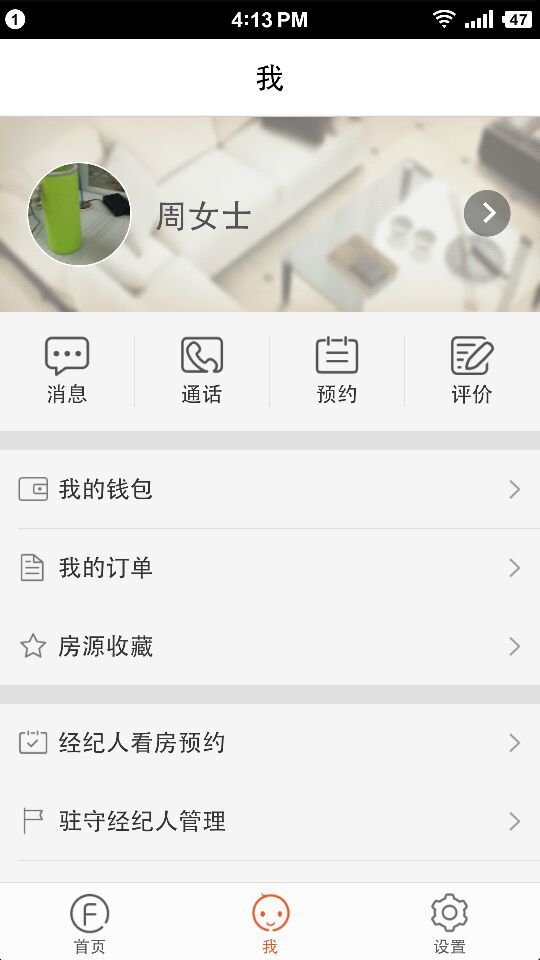 1
4:13 PM
47
我
周女士
消息
通话
预约
评价
我的钱包
我的订单
房源收藏
经纪人看房预约
驻守经纪人管理
F
首页
我
设置